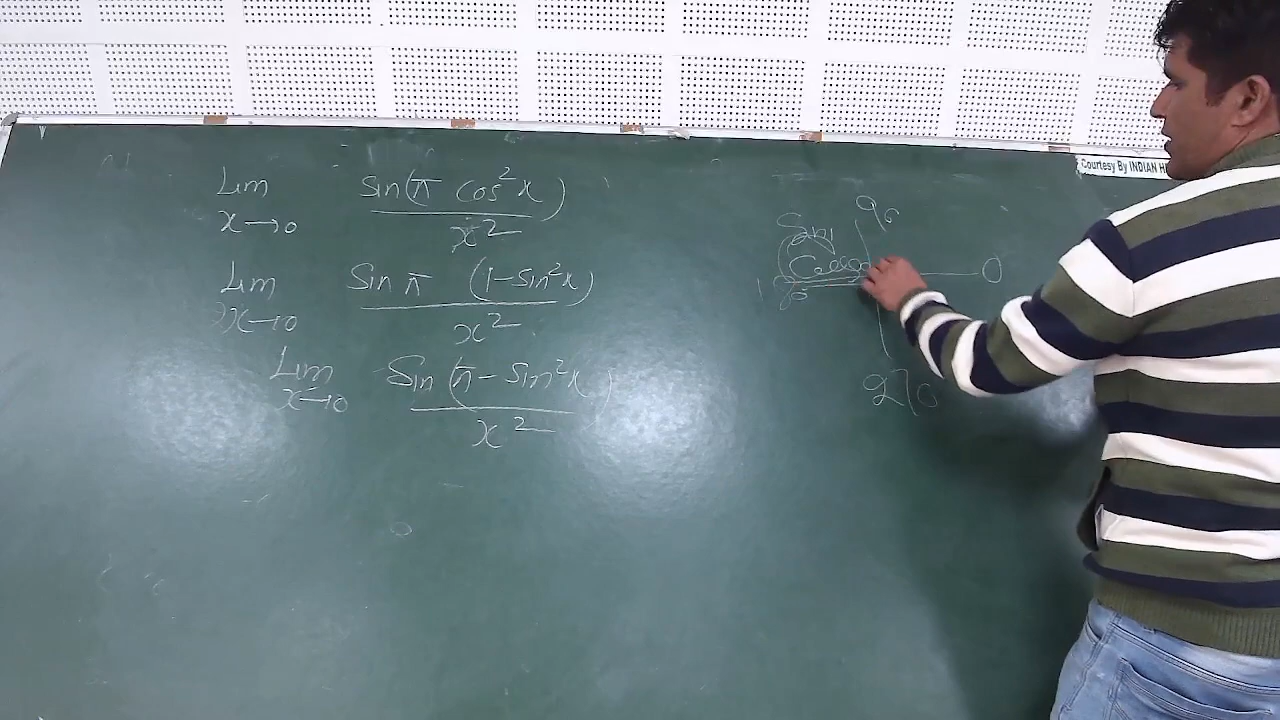 Lim Sin(π cos²x)
x→0 x²
Lim Sin π (1-Sin²x)
x→0 x²
Lim Sin(π - Sin²x)
x→0 x²
90
0
180
270
Courtesy By INDIAN